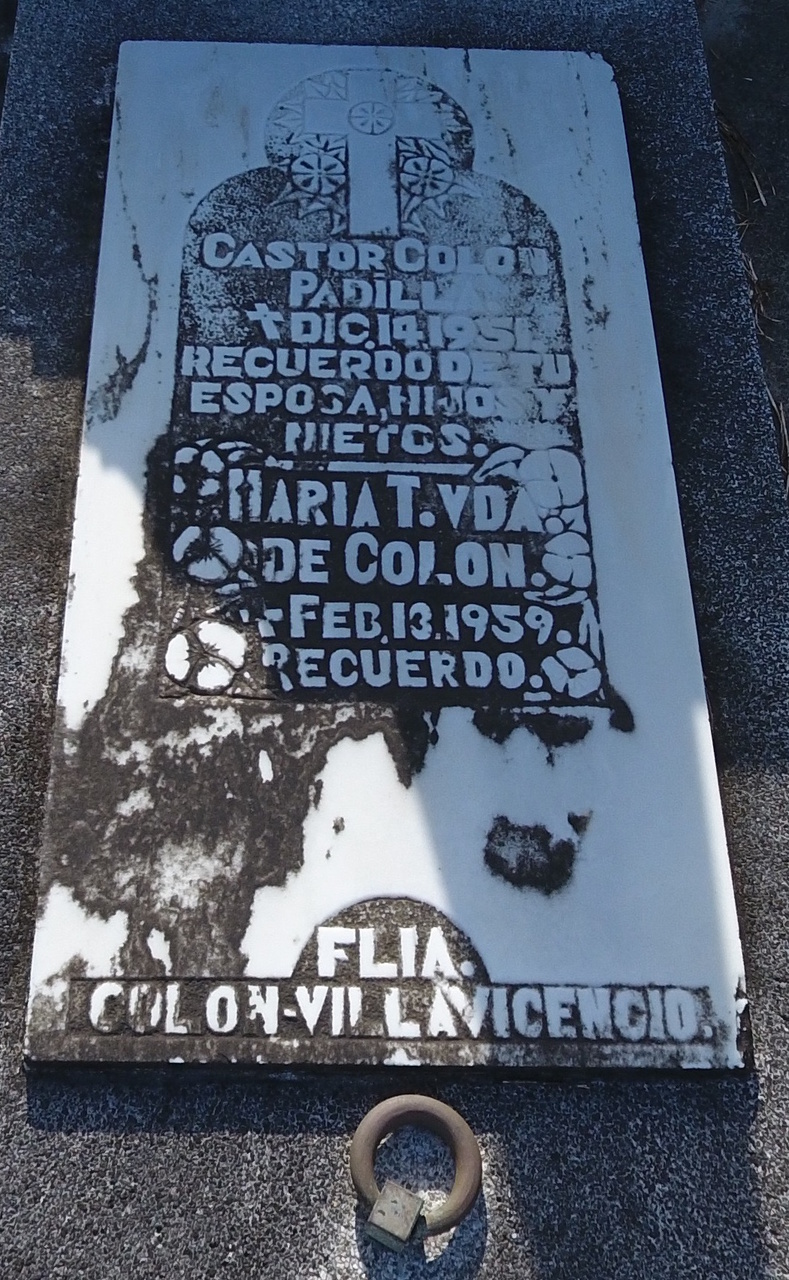 CASTOR COLON
PADILLA
✝ DIC. 14.1951.
RECUERDO DE TU
ESPOSA, HIJOS Y
NIETOS.
MARIA T. VDA.
DE COLON.
✝ FEB. 13. 1959.
RECUERDO.
FLIA.
COLON-VILLAVICENCIO.